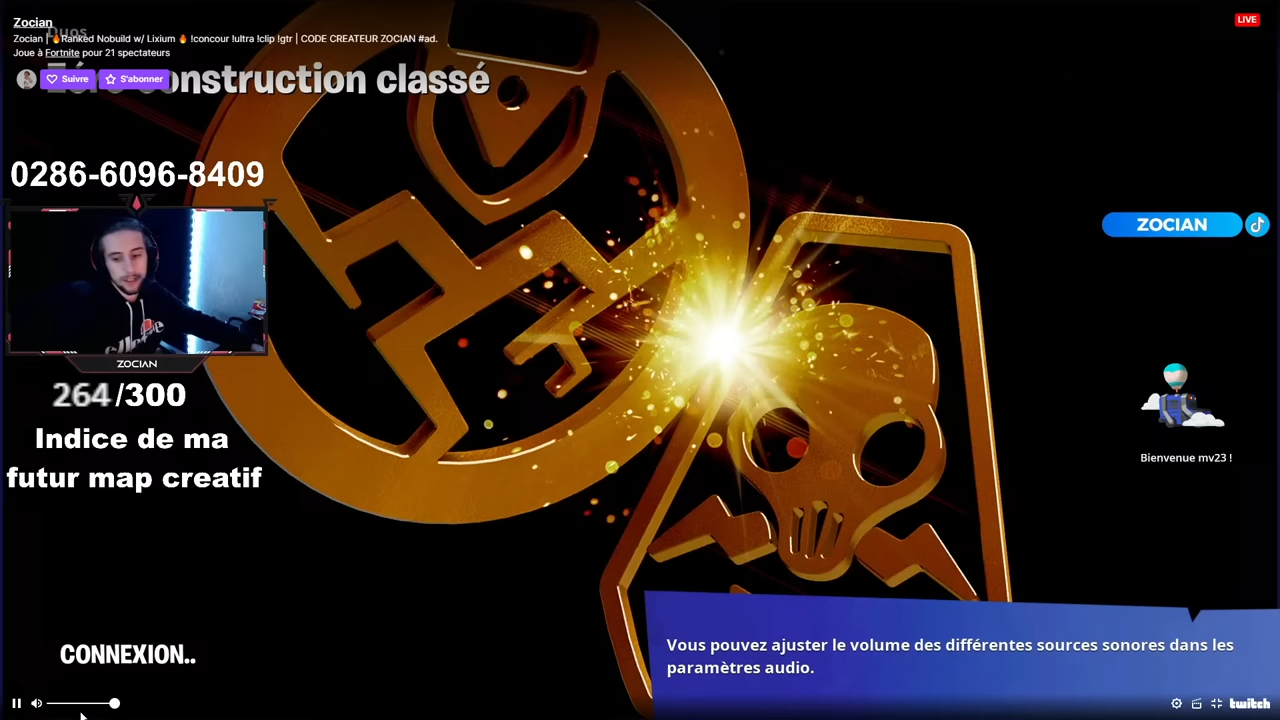 Zocian
Duos
Zocian | 🔥Ranked Nobuild w/ Lixium 🔥 !concour !ultra !clip !gtr | CODE CREATEUR ZOCIAN #ad.
Joue à Fortnite pour 21 spectateurs
LIVE
Suivre
S'abonner
construction classé
0286-6096-8409
ZOCIAN
ZOCIAN
264/300
Indice de ma
futur map creatif
Bienvenue mv23 !
CONNEXION..
Vous pouvez ajuster le volume des différentes sources sonores dans les
paramètres audio.
twitch